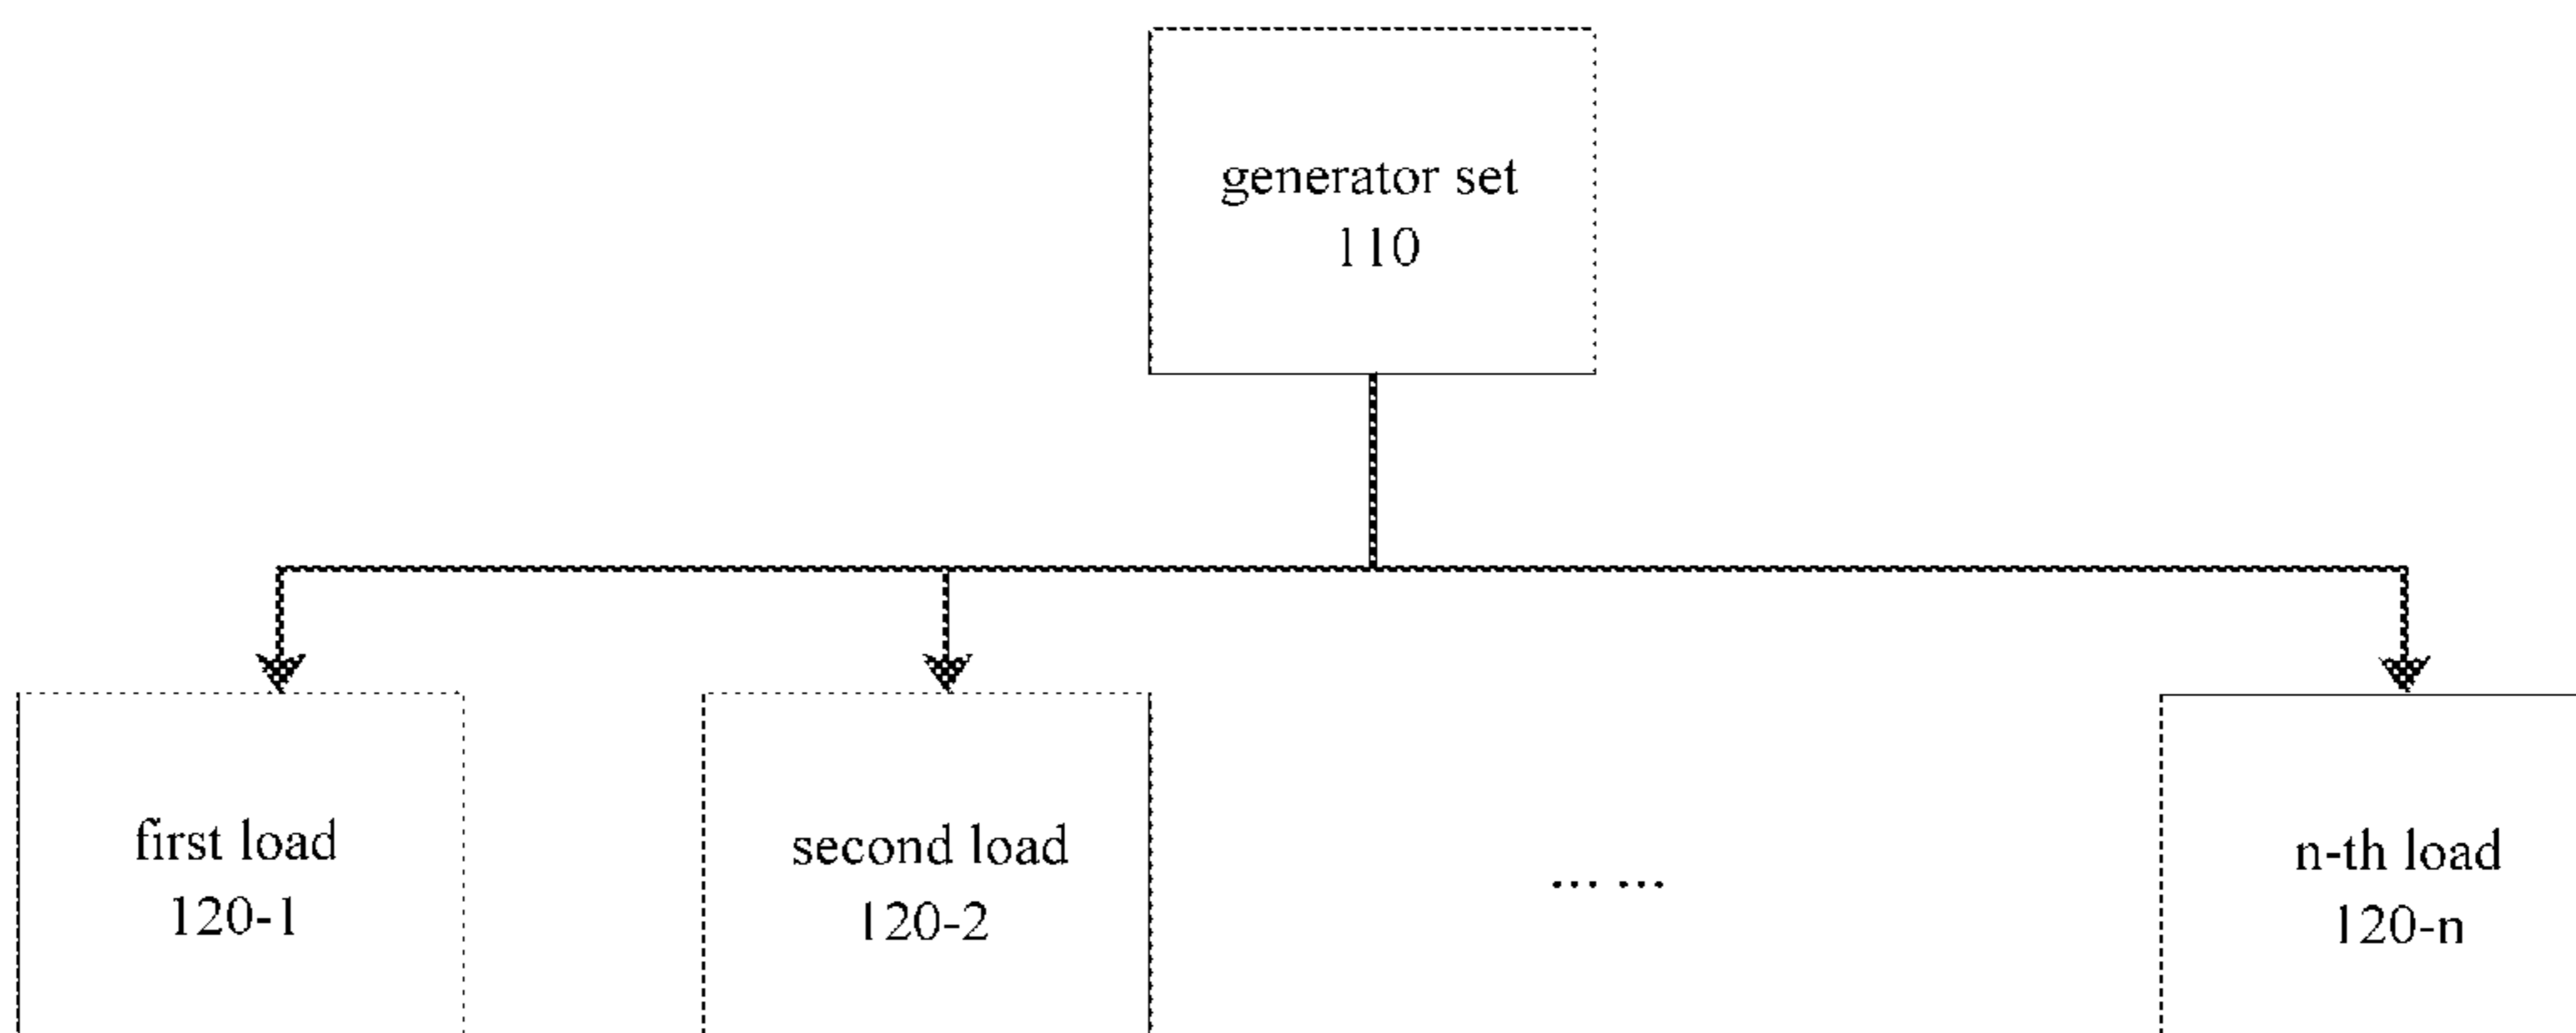 generator set
110
first load
120-1
second load
120-2
... ...
n-th load
120-n